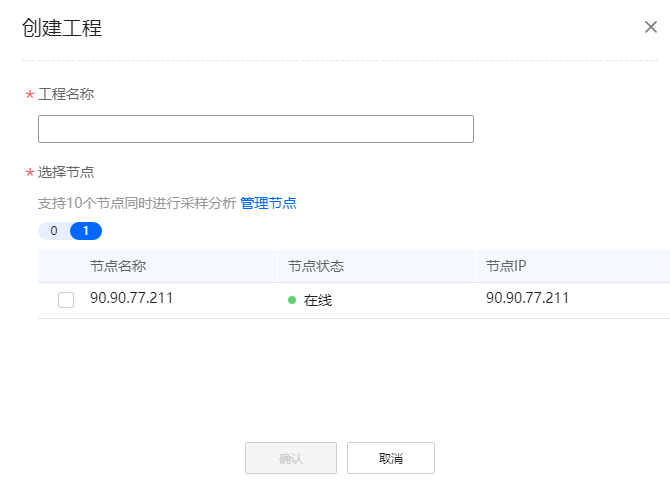 创建工程
* 工程名称
* 选择节点
支持10个节点同时进行采样分析 管理节点
0 1
节点名称 节点状态 节点IP
90.90.77.211 在线 90.90.77.211
确认 取消